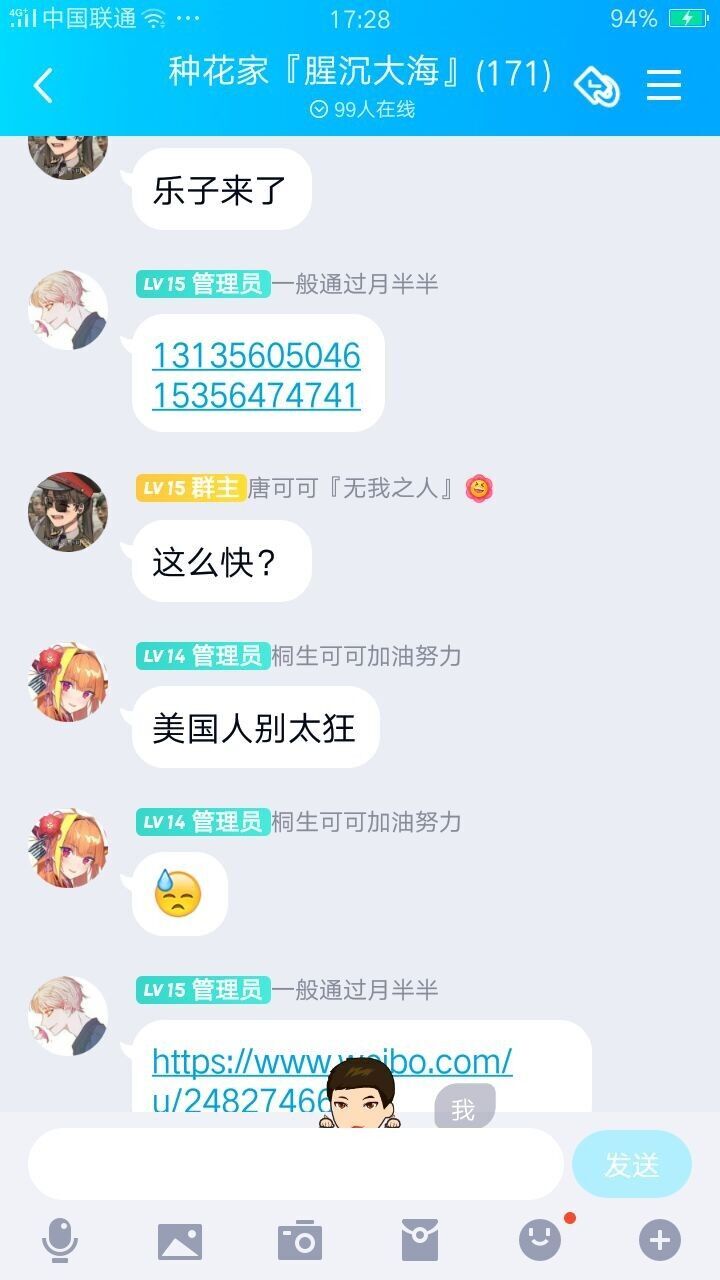 4G+ 中国联通 ··· 17:28 94%
种花家『腥沉大海』(171)
99人在线
乐子来了
LV15 管理员 一般通过月半半
13135605046
15356474741
LV15 群主 唐可可『无我之人』
这么快？
LV14 管理员 桐生可可加油努力
美国人别太狂
LV14 管理员 桐生可可加油努力
LV15 管理员 一般通过月半半
https://www.weibo.com/
u/2482746
我
发送